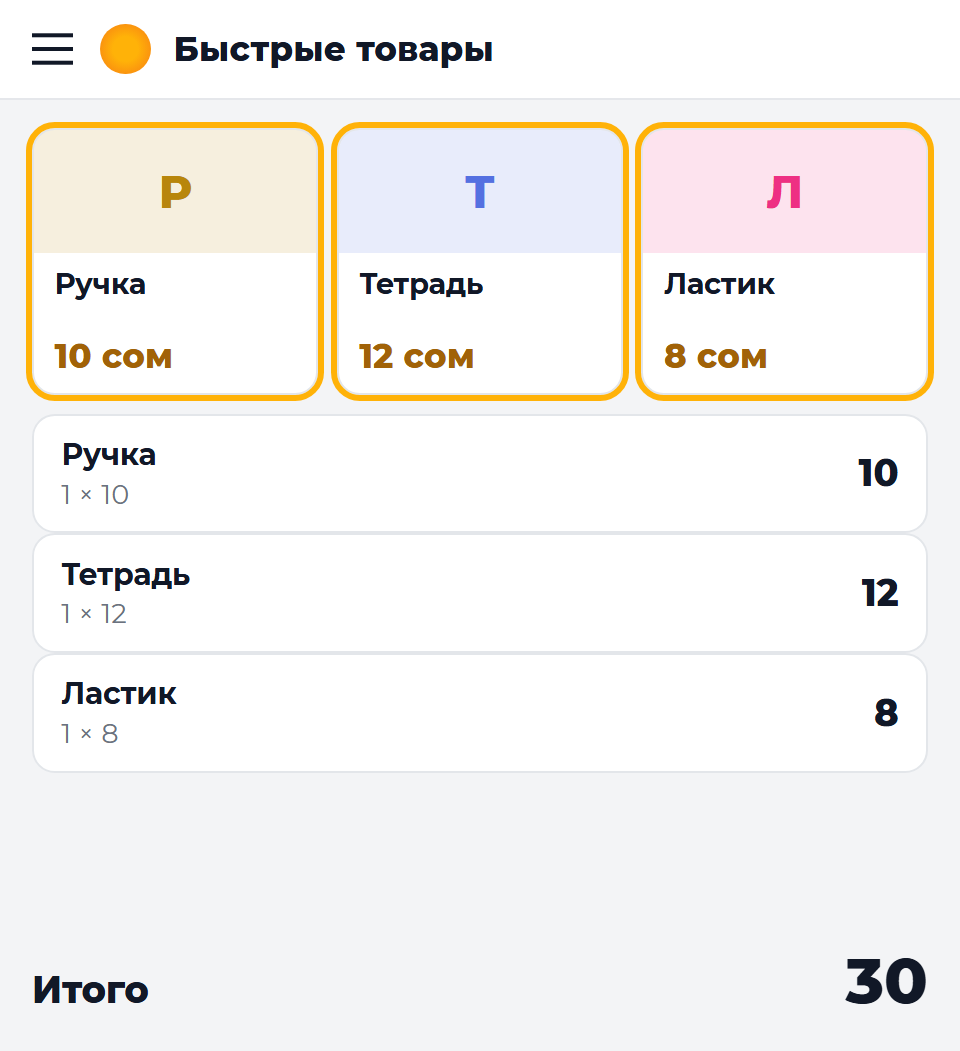 Быстрые товары
Р
Т
Л
Ручка
Тетрадь
Ластик
10 сом
12 сом
8 сом
Ручка
1 × 10
10
Тетрадь
1 × 12
12
Ластик
1 × 8
8
Итого
30